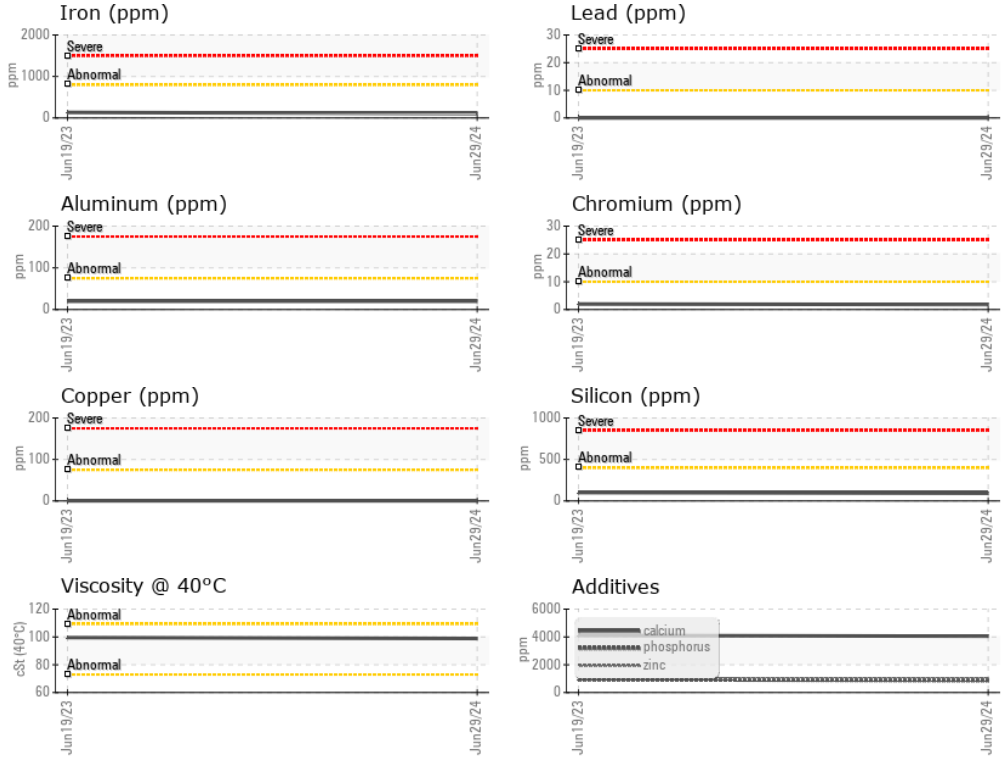 Iron (ppm)
2000
1000
0
ppm
Severe
Abnormal
Jun19/23
Jun29/24
Lead (ppm)
30
20
10
0
ppm
Severe
Abnormal
Jun19/23
Jun29/24
Aluminum (ppm)
200
100
0
ppm
Severe
Abnormal
Jun19/23
Jun29/24
Chromium (ppm)
30
20
10
0
ppm
Severe
Abnormal
Jun19/23
Jun29/24
Copper (ppm)
200
100
0
ppm
Severe
Abnormal
Jun19/23
Jun29/24
Silicon (ppm)
1000
500
0
ppm
Severe
Abnormal
Jun19/23
Jun29/24
Viscosity @ 40°C
120
100
80
60
cSt (40°C)
Abnormal
Abnormal
Jun19/23
Jun29/24
Additives
6000
4000
2000
0
ppm
calcium
phosphorus
zinc
Jun19/23
Jun29/24